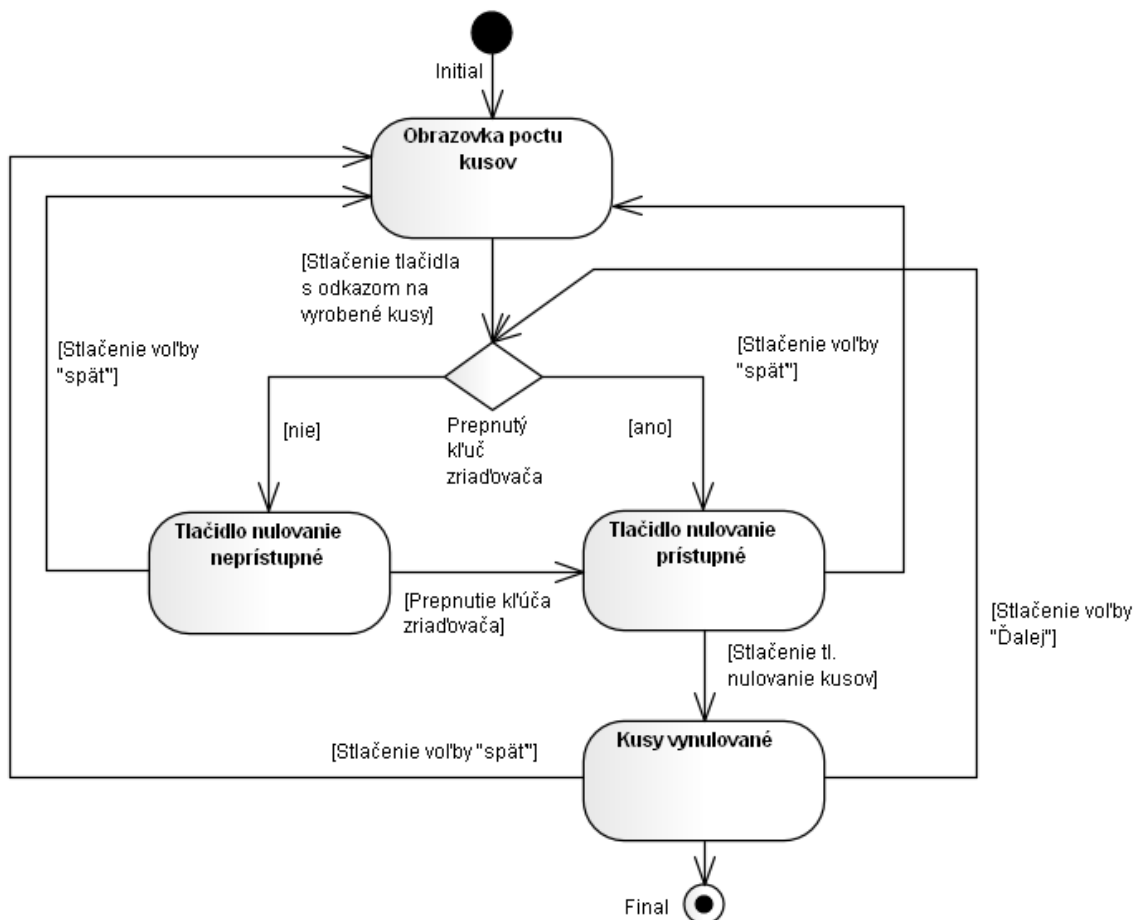 Initial
Obrazovka poctu
kusov
[Stlačenie tlačidla
s odkazom na
vyrobené kusy]
[Stlačenie voľby
"späť"]
[Stlačenie voľby
"späť"]
[nie]
Prepnutý
kľuč
zriaďovača
[ano]
Tlačidlo nulovanie
neprístupné
Tlačidlo nulovanie
prístupné
[Prepnutie kľúča
zriaďovača]
[Stlačenie voľby
"Ďalej"]
[Stlačenie tl.
nulovanie kusov]
Kusy vynulované
[Stlačenie voľby "späť"]
Final